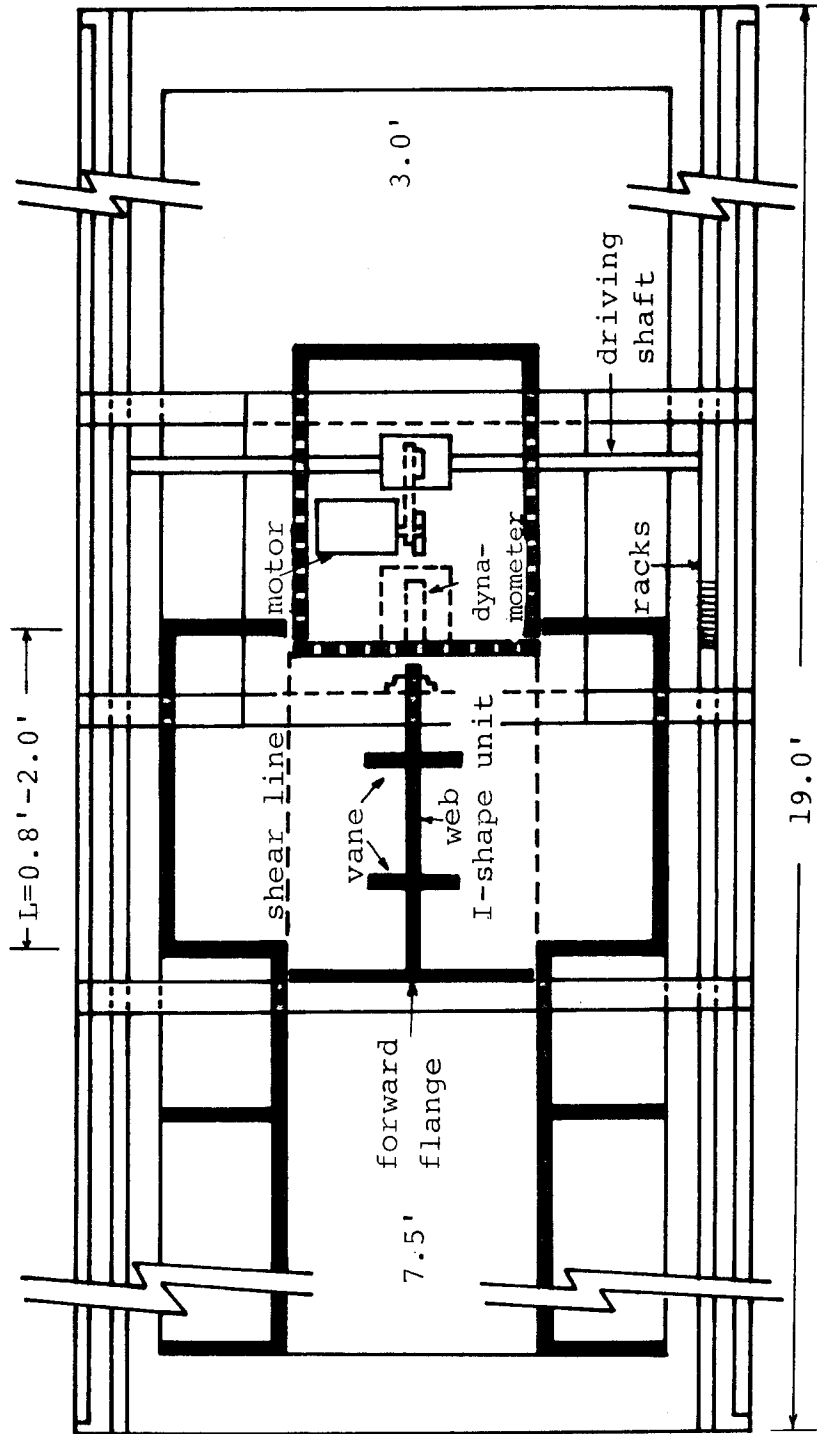 L=0.8'-2.0'
shear line
motor
vane
web
I-shape unit
dyna-
mometer
forward
flange
7.5'
3.0'
driving
shaft
racks
19.0'